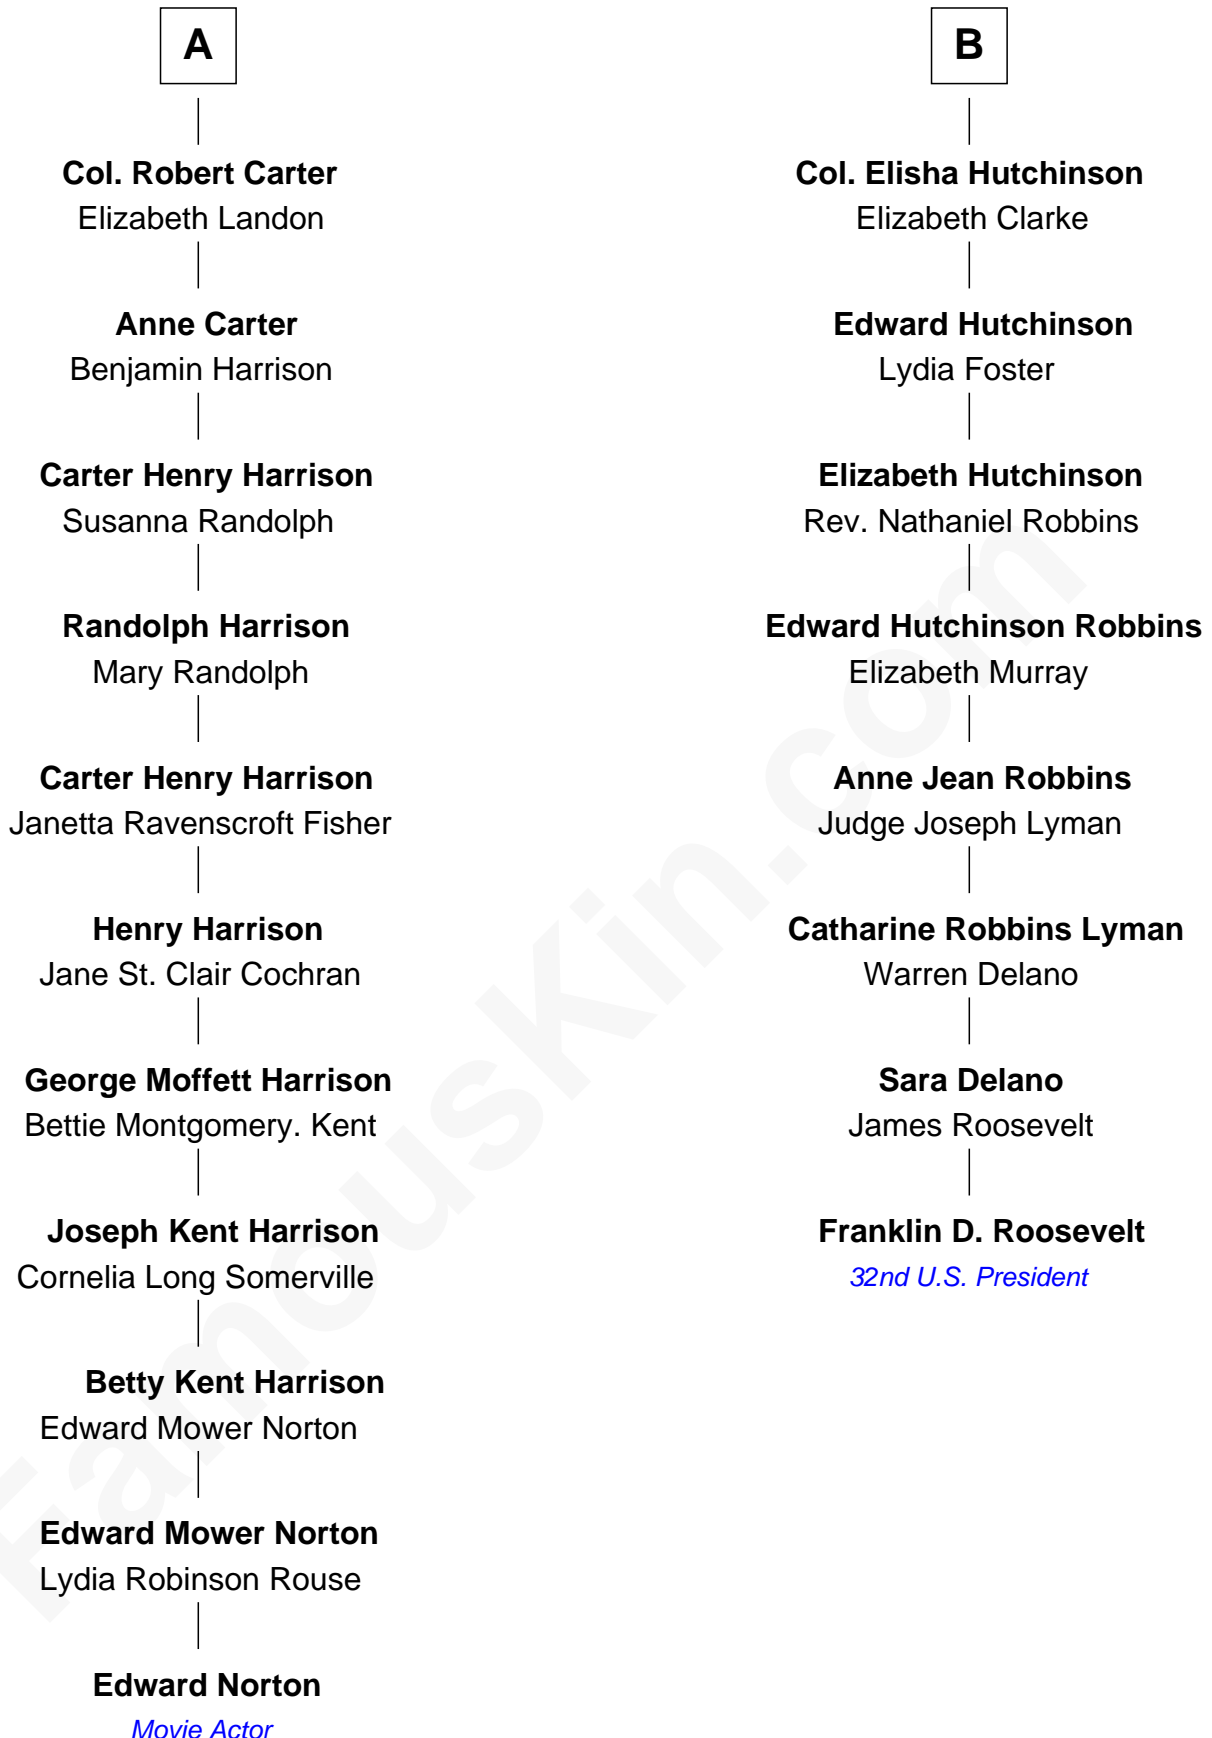 A
Col. Robert Carter
Elizabeth Landon
Anne Carter
Benjamin Harrison
Carter Henry Harrison
Susanna Randolph
Randolph Harrison
Mary Randolph
Carter Henry Harrison
Janetta Ravenscroft Fisher
Henry Harrison
Jane St. Clair Cochran
George Moffett Harrison
Bettie Montgomery. Kent
Joseph Kent Harrison
Cornelia Long Somerville
Betty Kent Harrison
Edward Mower Norton
Edward Mower Norton
Lydia Robinson Rouse
Edward Norton
Movie Actor
B
Col. Elisha Hutchinson
Elizabeth Clarke
Edward Hutchinson
Lydia Foster
Elizabeth Hutchinson
Rev. Nathaniel Robbins
Edward Hutchinson Robbins
Elizabeth Murray
Anne Jean Robbins
Judge Joseph Lyman
Catharine Robbins Lyman
Warren Delano
Sara Delano
James Roosevelt
Franklin D. Roosevelt
32nd U.S. President
FamousKin.com